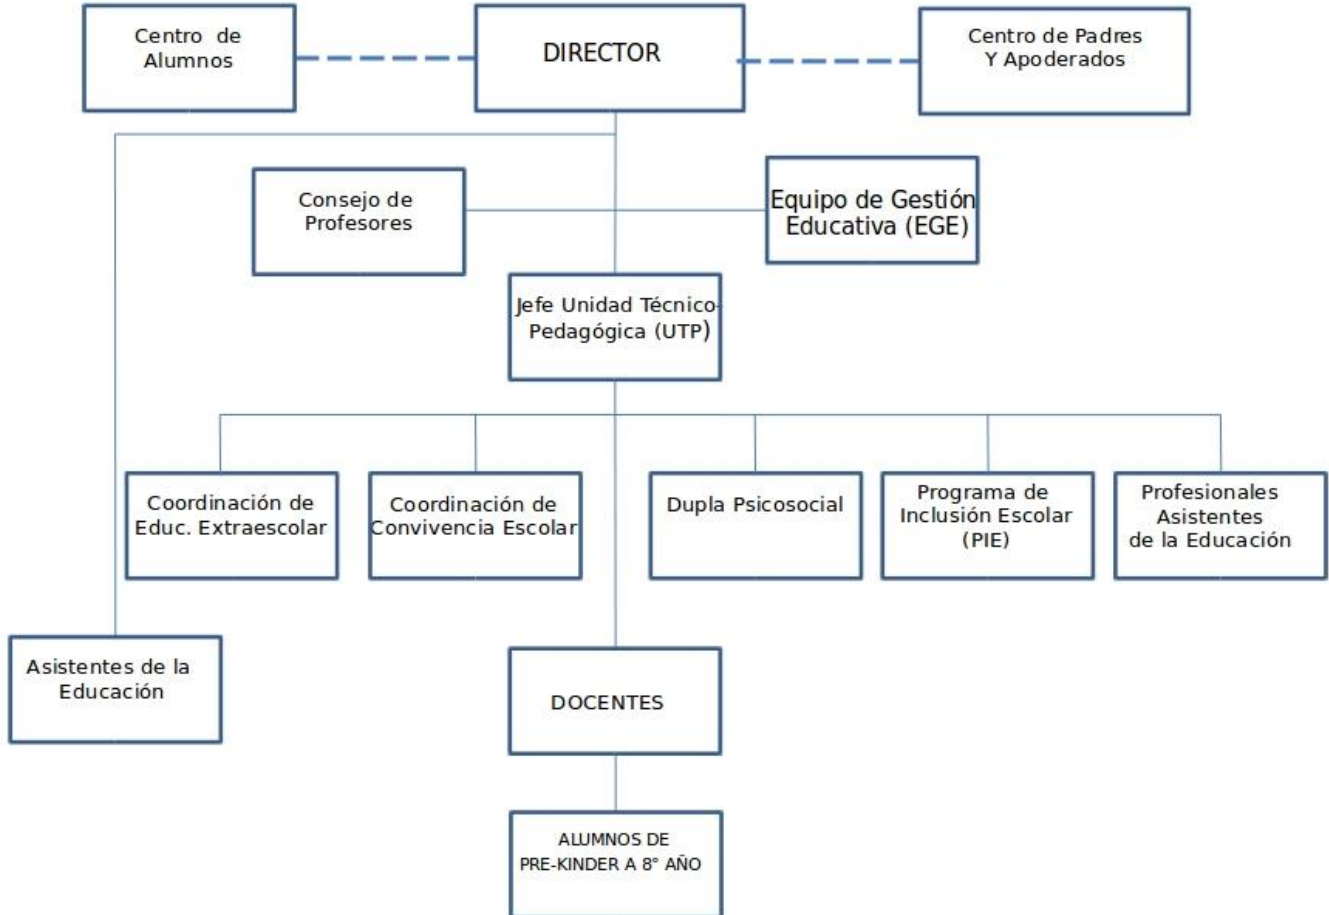 Centro de
Alumnos
DIRECTOR
Centro de Padres
Y Apoderados
Consejo de
Profesores
Equipo de Gestión
Educativa (EGE)
Jefe Unidad Técnico-
Pedagógica (UTP)
Coordinación de
Educ. Extraescolar
Coordinación de
Convivencia Escolar
Dupla Psicosocial
Programa de
Inclusión Escolar
(PIE)
Profesionales
Asistentes
de la Educación
Asistentes de la
Educación
DOCENTES
ALUMNOS DE
PRE-KINDER A 8° AÑO